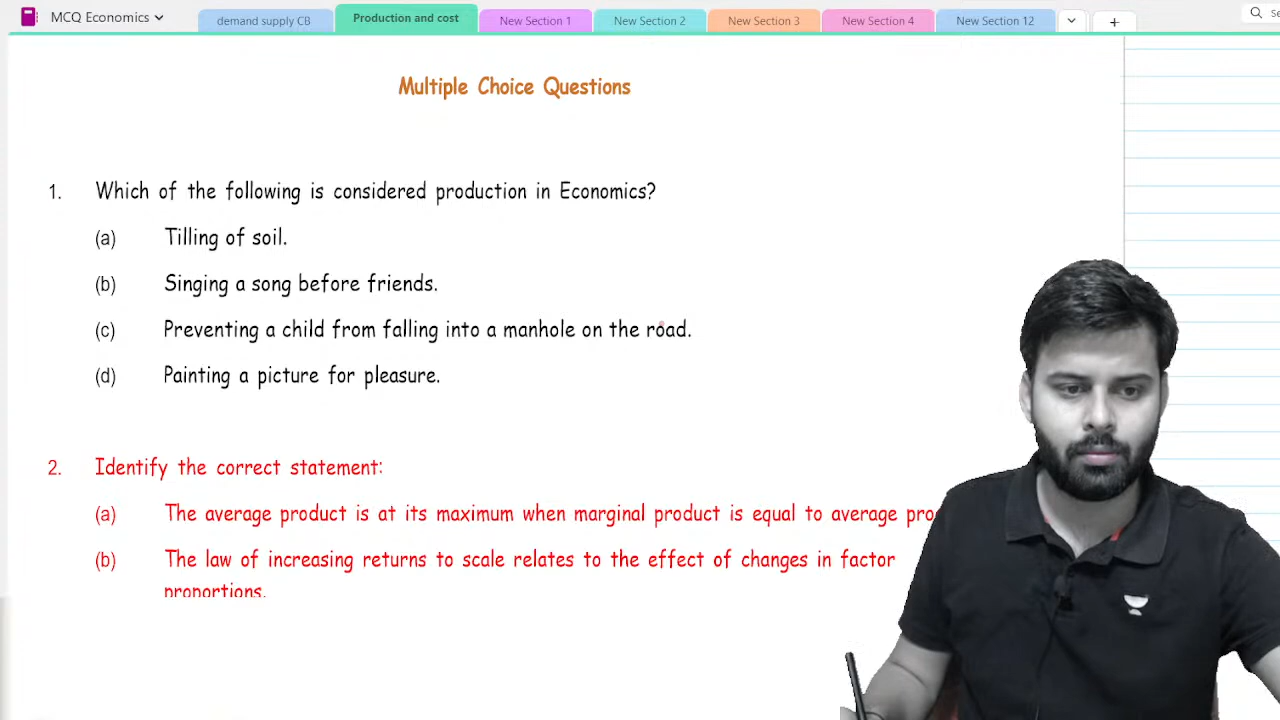 MCQ Economics
demand supply CB
Production and cost
New Section 1
New Section 2
New Section 3
New Section 4
New Section 12
Multiple Choice Questions
1. Which of the following is considered production in Economics?
(a) Tilling of soil.
(b) Singing a song before friends.
(c) Preventing a child from falling into a manhole on the road.
(d) Painting a picture for pleasure.
2. Identify the correct statement:
(a) The average product is at its maximum when marginal product is equal to average
(b) The law of increasing returns to scale relates to the effect of changes in factor
proportions.